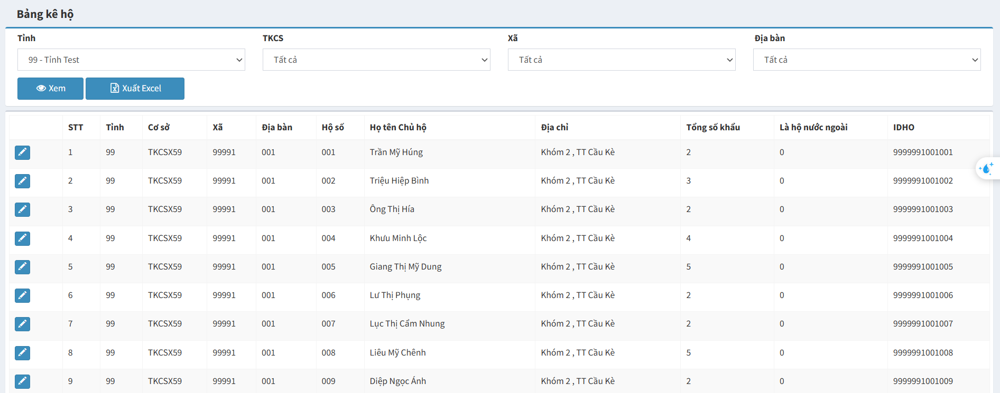 Bảng kê hộ
Tỉnh TKCS Xã Địa bàn
99 - Tỉnh Test Tất cả Tất cả Tất cả
Xem Xuất Excel
STT Tỉnh Cơ sở Xã Địa bàn Hộ số Họ tên Chủ hộ Địa chỉ Tổng số khẩu Là hộ nước ngoài IDHO
1 99 TKCSX59 99991 001 001 Trần Mỹ Húng Khóm 2 , TT Cầu Kè 2 0 9999991001001
2 99 TKCSX59 99991 001 002 Triệu Hiệp Bình Khóm 2 , TT Cầu Kè 3 0 9999991001002
3 99 TKCSX59 99991 001 003 Ông Thị Hía Khóm 2 , TT Cầu Kè 2 0 9999991001003
4 99 TKCSX59 99991 001 004 Khưu Minh Lộc Khóm 2 , TT Cầu Kè 4 0 9999991001004
5 99 TKCSX59 99991 001 005 Giang Thị Mỹ Dung Khóm 2 , TT Cầu Kè 5 0 9999991001005
6 99 TKCSX59 99991 001 006 Lư Thị Phụng Khóm 2 , TT Cầu Kè 2 0 9999991001006
7 99 TKCSX59 99991 001 007 Lục Thị Cẩm Nhung Khóm 2 , TT Cầu Kè 2 0 9999991001007
8 99 TKCSX59 99991 001 008 Liêu Mỹ Chênh Khóm 2 , TT Cầu Kè 5 0 9999991001008
9 99 TKCSX59 99991 001 009 Diệp Ngọc Ánh Khóm 2 , TT Cầu Kè 2 0 9999991001009